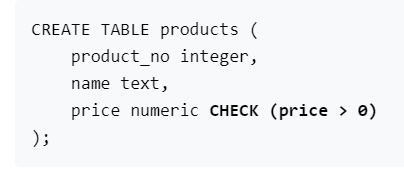 CREATE TABLE products (
    product_no integer,
    name text,
    price numeric CHECK (price > 0)
);